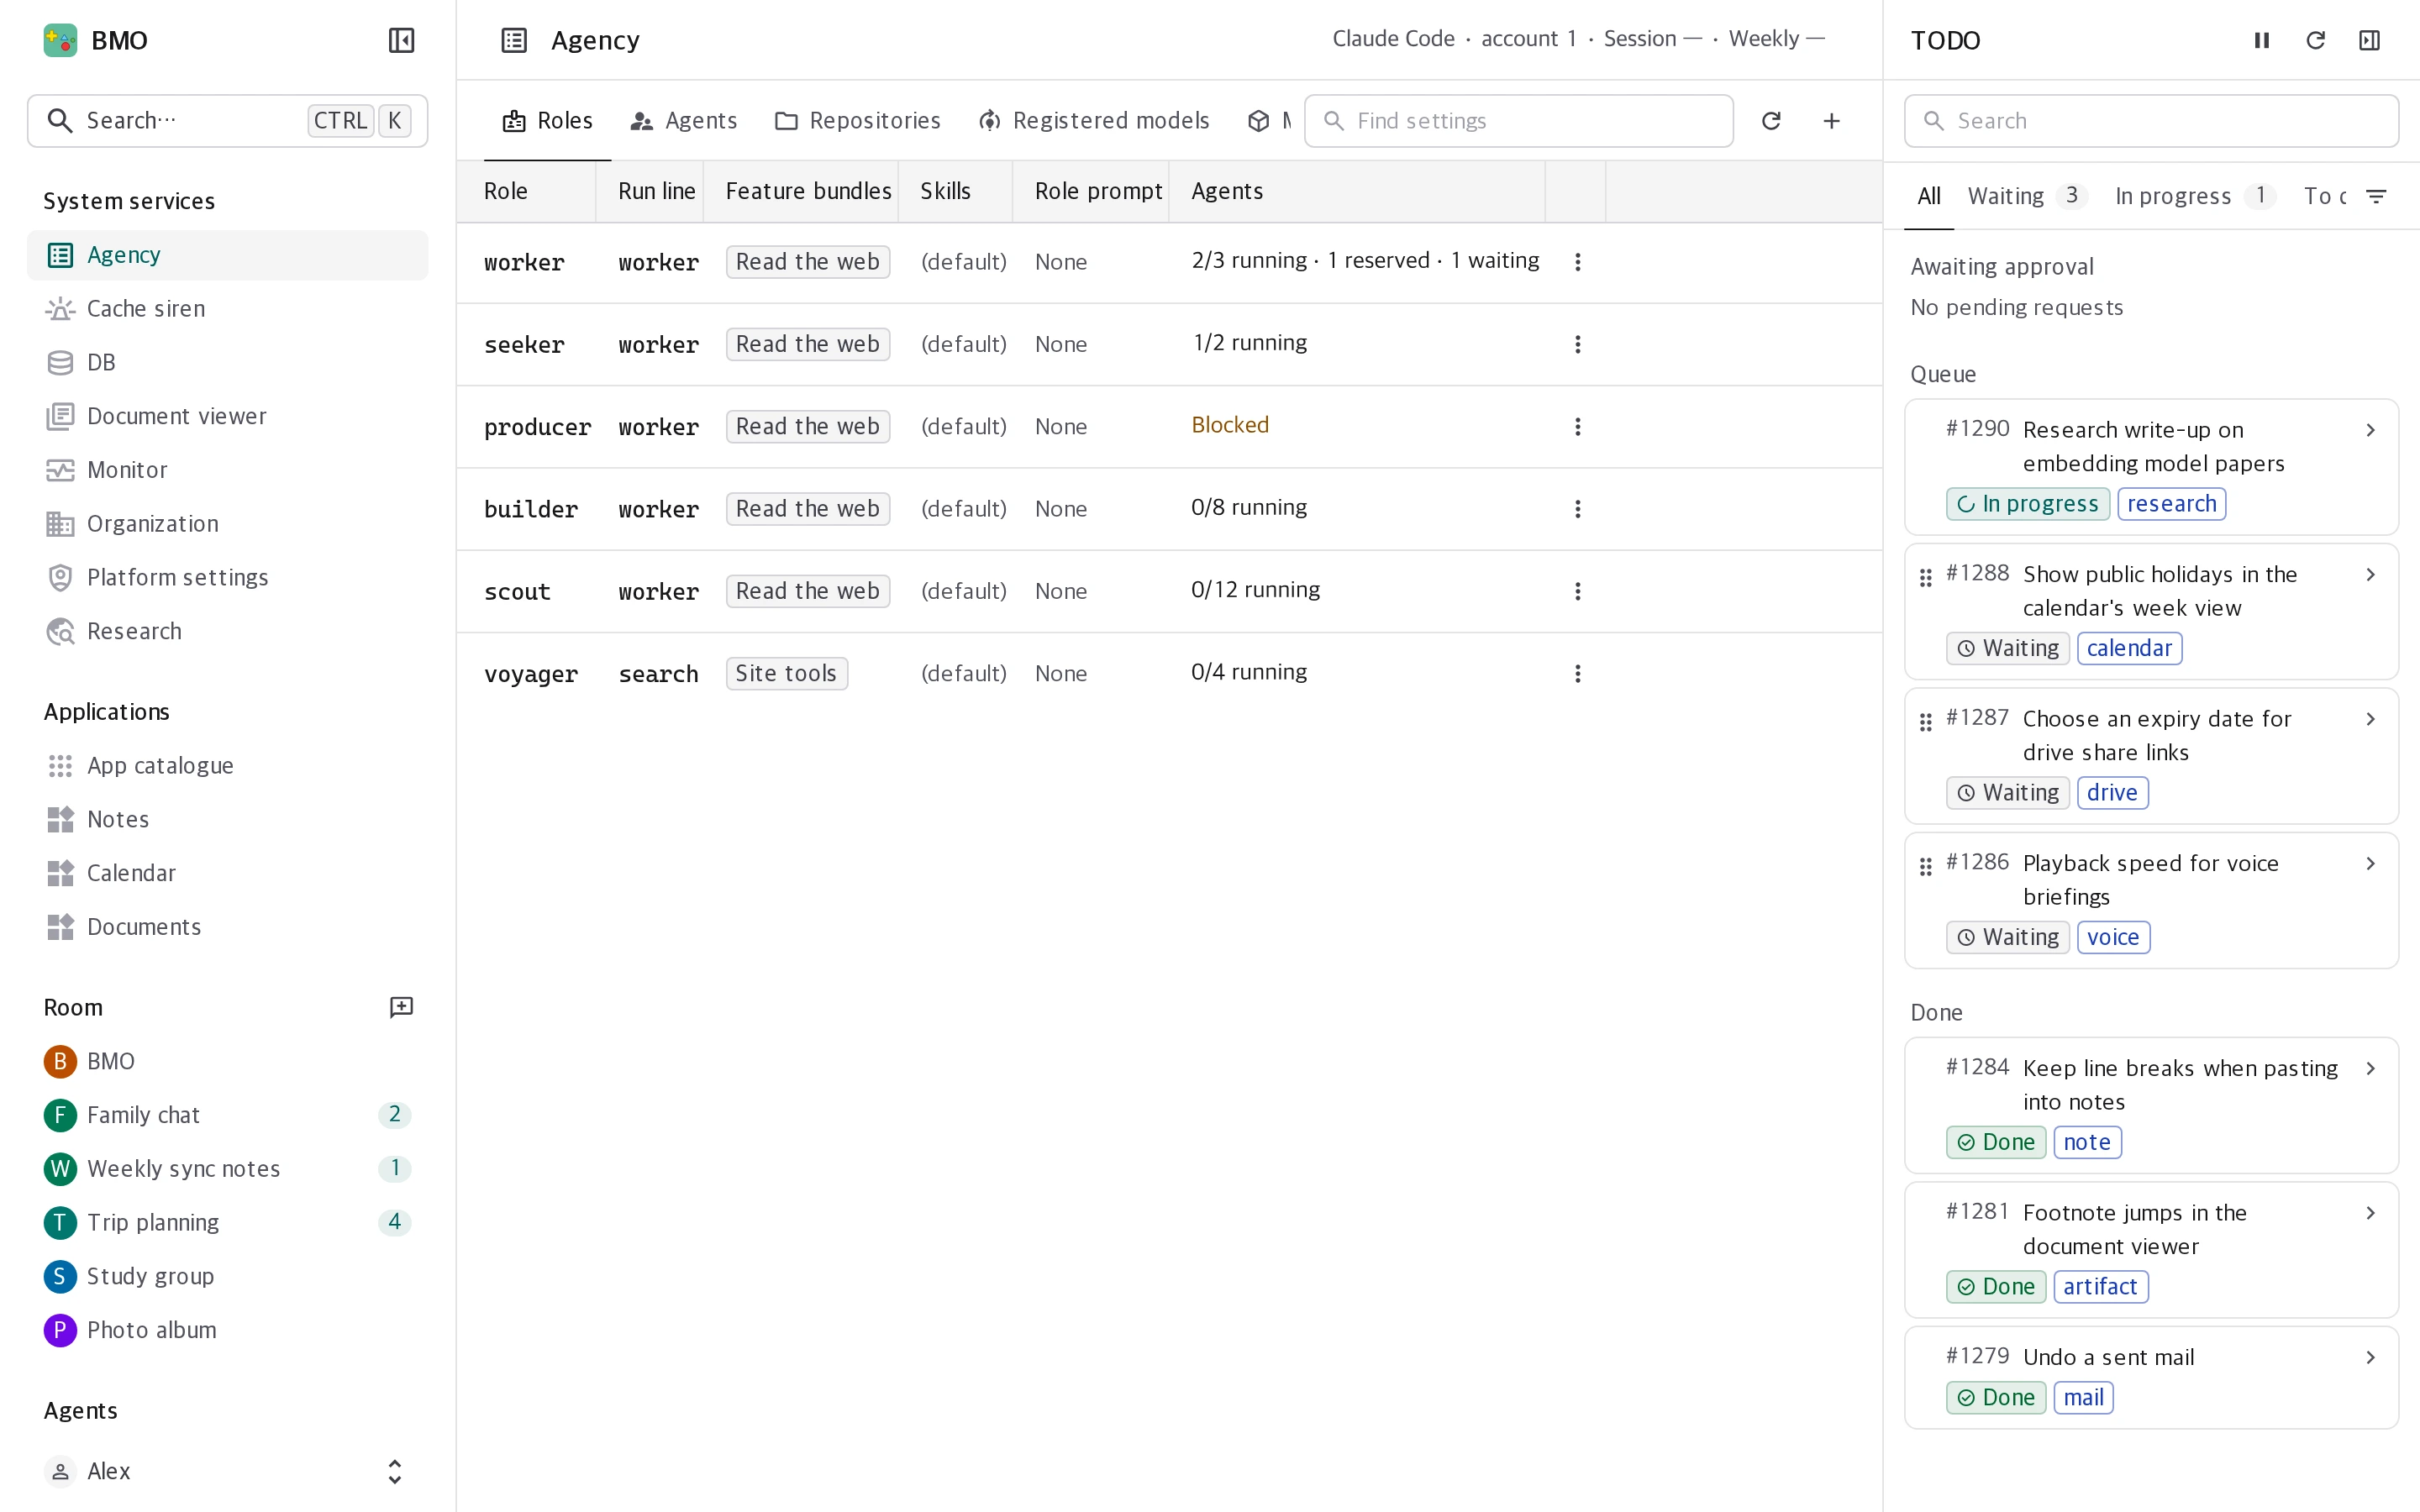 BMO
Search…
CTRL K
System services
Agency
Cache siren
DB
Document viewer
Monitor
Organization
Platform settings
Research
Applications
App catalogue
Notes
Calendar
Documents
Room
B BMO
F Family chat 2
W Weekly sync notes 1
T Trip planning 4
S Study group
P Photo album
Agents
Alex
Agency
Claude Code · account 1 · Session — · Weekly —
Roles Agents Repositories Registered models
Find settings
Role Run line Feature bundles Skills Role prompt Agents
worker worker Read the web (default) None 2/3 running · 1 reserved · 1 waiting
seeker worker Read the web (default) None 1/2 running
producer worker Read the web (default) None Blocked
builder worker Read the web (default) None 0/8 running
scout worker Read the web (default) None 0/12 running
voyager search Site tools (default) None 0/4 running
TODO
Search
All Waiting 3 In progress 1 To
Awaiting approval
No pending requests
Queue
#1290 Research write-up on
embedding model papers
In progress research
#1288 Show public holidays in the
calendar's week view
Waiting calendar
#1287 Choose an expiry date for
drive share links
Waiting drive
#1286 Playback speed for voice
briefings
Waiting voice
Done
#1284 Keep line breaks when pasting
into notes
Done note
#1281 Footnote jumps in the
document viewer
Done artifact
#1279 Undo a sent mail
Done mail